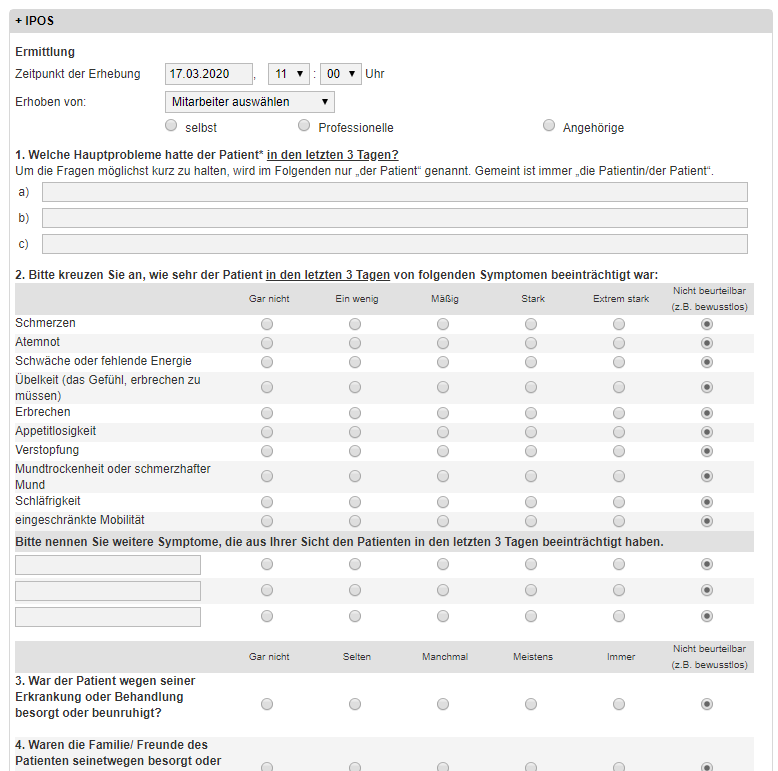 + IPOS
Ermittlung
Zeitpunkt der Erhebung 17.03.2020 , 11 : 00 Uhr
Erhoben von: Mitarbeiter auswählen
selbst Professionelle Angehörige
1. Welche Hauptprobleme hatte der Patient* in den letzten 3 Tagen?
Um die Fragen möglichst kurz zu halten, wird im Folgenden nur „der Patient“ genannt. Gemeint ist immer „die Patientin/der Patient“.
a)
b)
c)
2. Bitte kreuzen Sie an, wie sehr der Patient in den letzten 3 Tagen von folgenden Symptomen beeinträchtigt war:
Gar nicht Ein wenig Mäßig Stark Extrem stark Nicht beurteilbar
(z.B. bewusstlos)
Schmerzen
Atemnot
Schwäche oder fehlende Energie
Übelkeit (das Gefühl, erbrechen zu
müssen)
Erbrechen
Appetitlosigkeit
Verstopfung
Mundtrockenheit oder schmerzhafter
Mund
Schläfrigkeit
eingeschränkte Mobilität
Bitte nennen Sie weitere Symptome, die aus Ihrer Sicht den Patienten in den letzten 3 Tagen beeinträchtigt haben.
Gar nicht Selten Manchmal Meistens Immer Nicht beurteilbar
(z.B. bewusstlos)
3. War der Patient wegen seiner
Erkrankung oder Behandlung
besorgt oder beunruhigt?
4. Waren die Familie/ Freunde des
Patienten seinetwegen besorgt oder